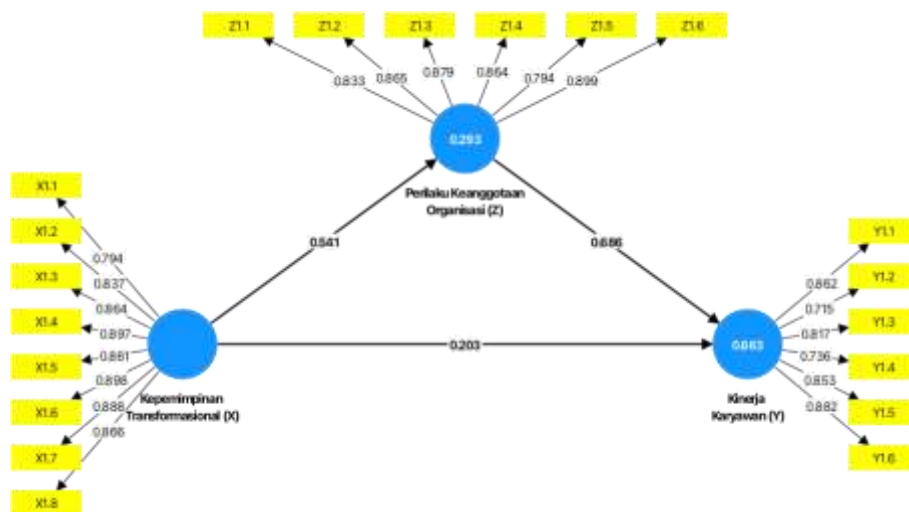 Z1.1 Z1.2 Z1.3 Z1.4 Z1.5 Z1.6
0.833 0.865 0.879 0.864 0.794 0.899
0.293
Perilaku Keanggotaan
Organisasi (Z)
0.541
0.686
0.203
X1.1
X1.2
X1.3
X1.4
X1.5
X1.6
X1.7
X1.8
0.794
0.837
0.864
0.897
0.898
0.888
0.866
Kepemimpinan
Transformasional (X)
0.663
Kinerja
Karyawan (Y)
0.862
0.715
0.817
0.736
0.853
0.882
Y1.1
Y1.2
Y1.3
Y1.4
Y1.5
Y1.6